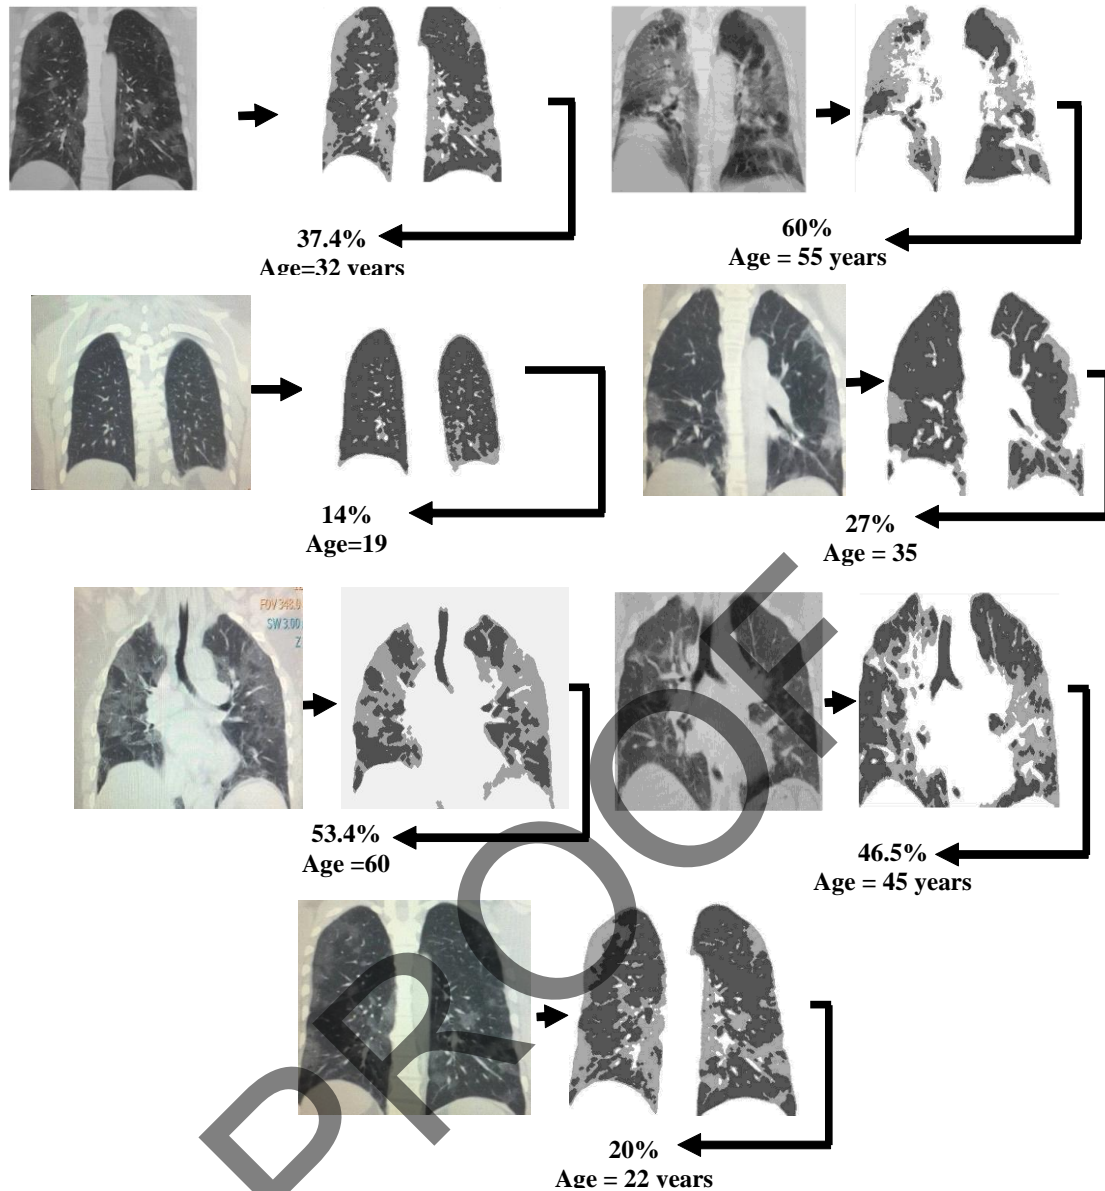 37.4%
Age=32 years
60%
Age = 55 years
14%
Age=19
27%
Age = 35
FOV 348.0
SW 3.00
Z
53.4%
Age =60
46.5%
Age = 45 years
20%
Age = 22 years
PROOF